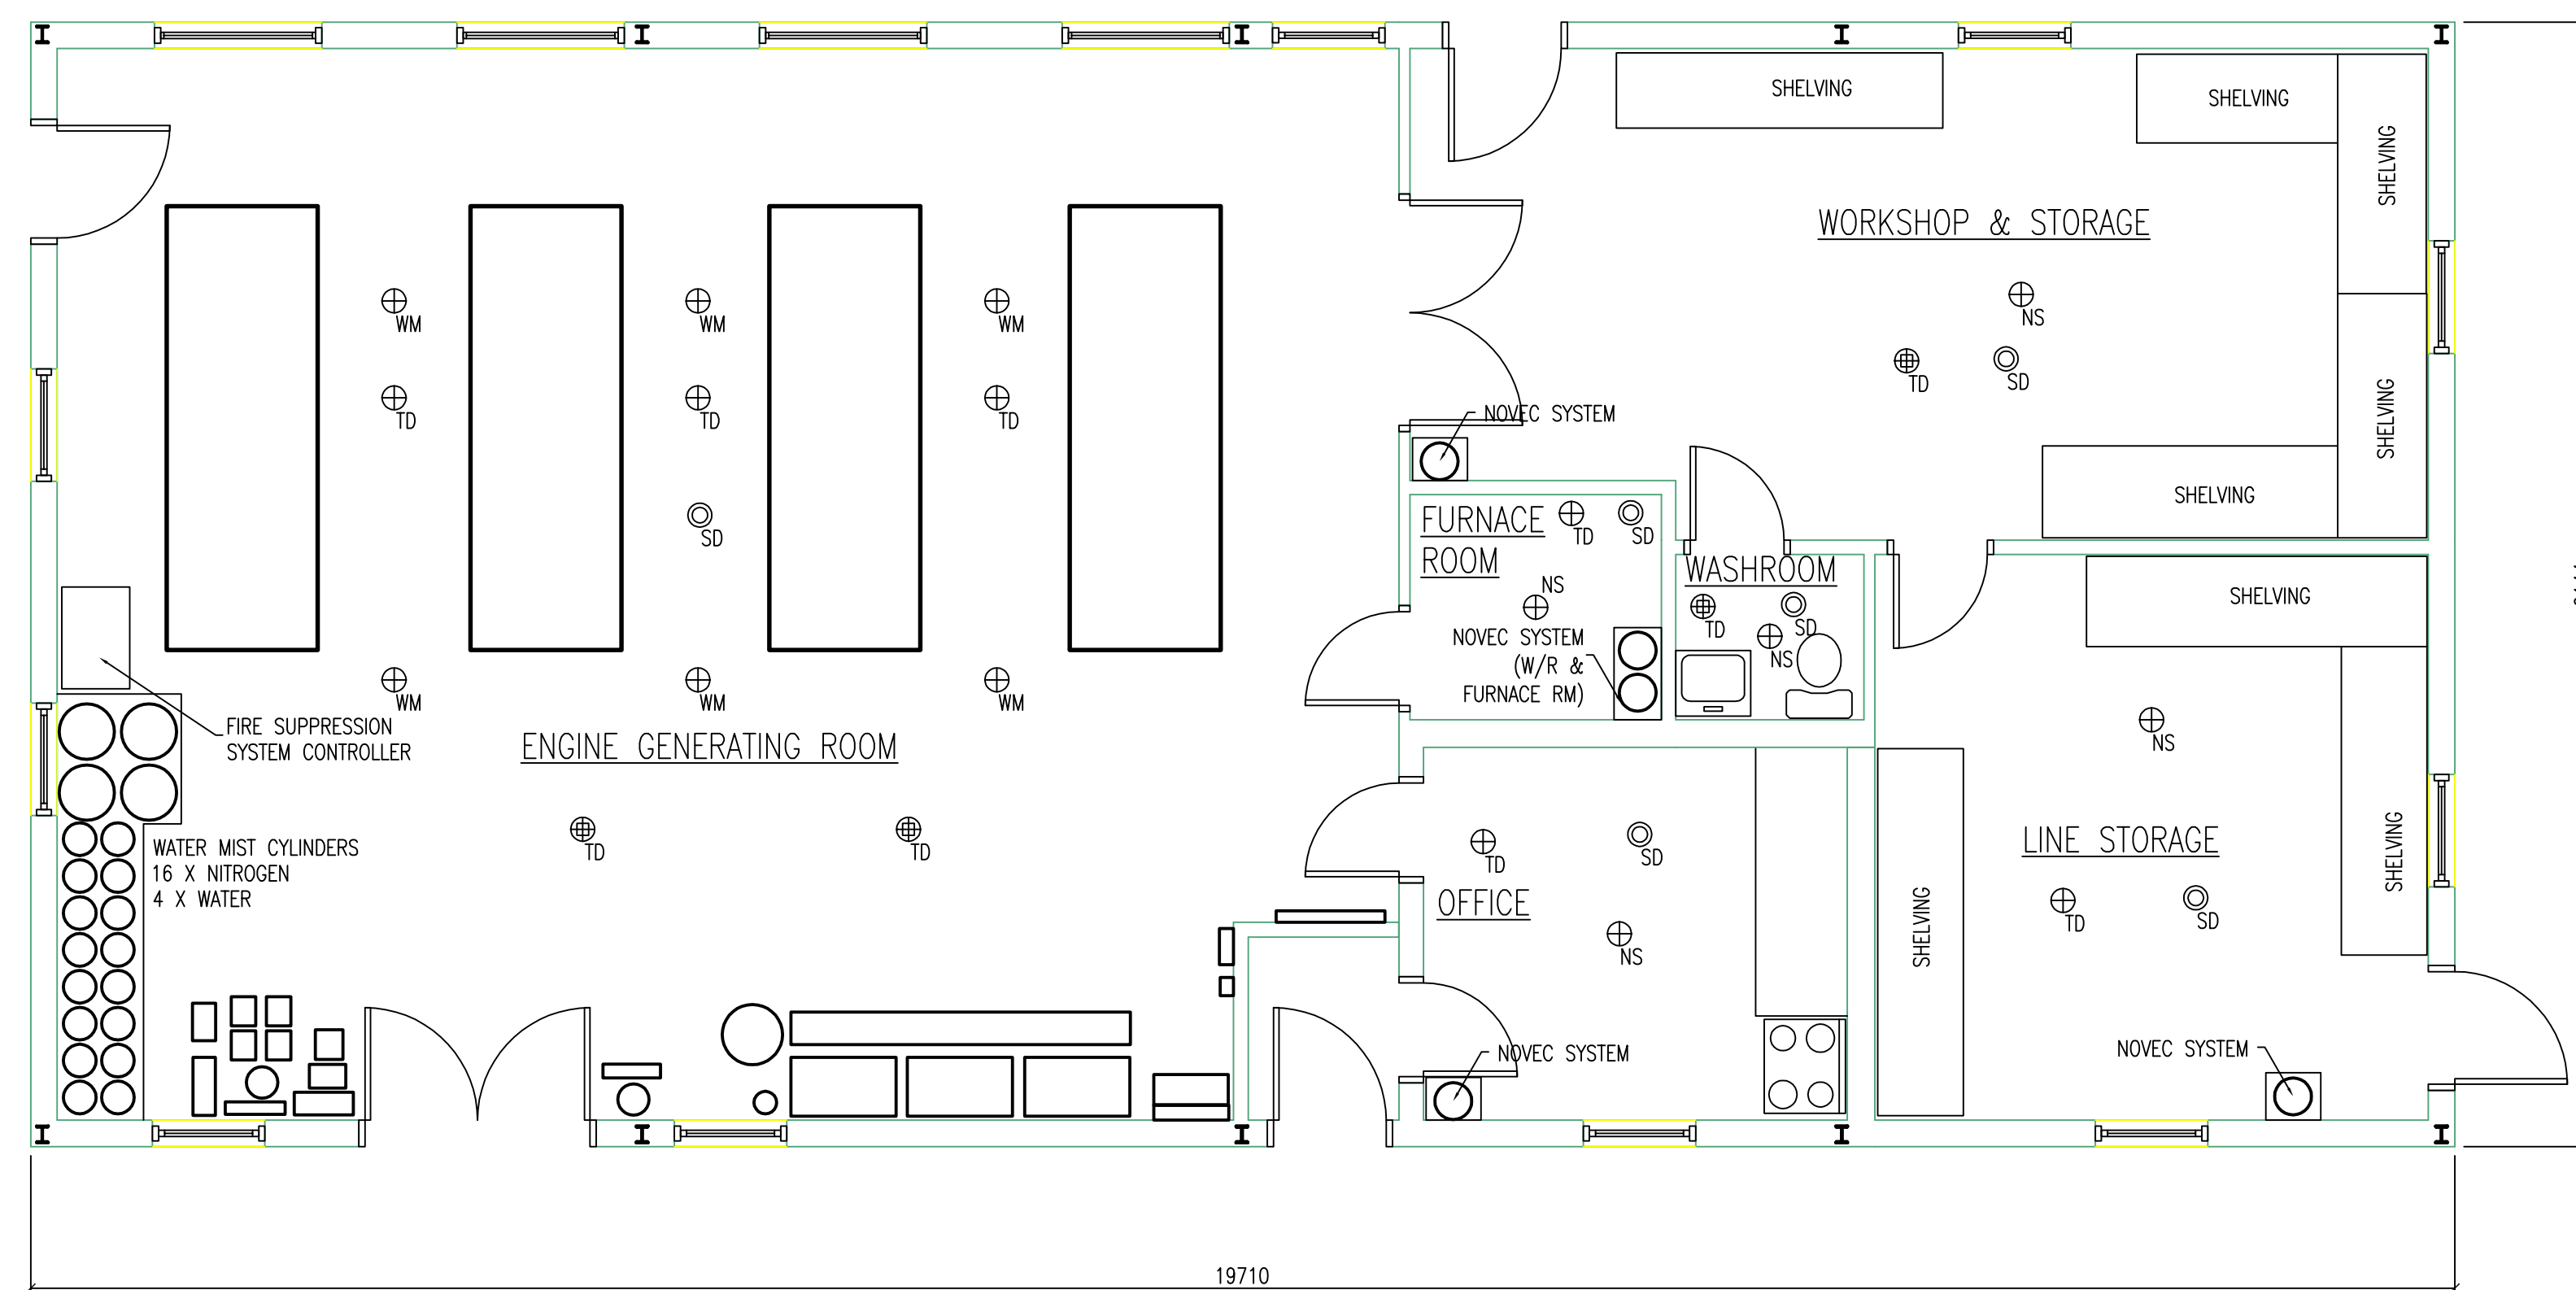 SHELVING
SHELVING
SHELVING
WORKSHOP & STORAGE
WM
WM
WM
NS
TD
SD
TD
TD
TD
SHELVING
NOVEC SYSTEM
SHELVING
SD
FURNACE
ROOM
TD
SD
NS
WASHROOM
TD
SD
NS
NOVEC SYSTEM
(W/R &
FURNACE RM)
SHELVING
WM
WM
WM
FIRE SUPPRESSION
SYSTEM CONTROLLER
ENGINE GENERATING ROOM
NS
WATER MIST CYLINDERS
16 X NITROGEN
4 X WATER
TD
TD
TD
SD
OFFICE
NS
LINE STORAGE
SHELVING
SHELVING
TD
SD
NOVEC SYSTEM
NOVEC SYSTEM
19710